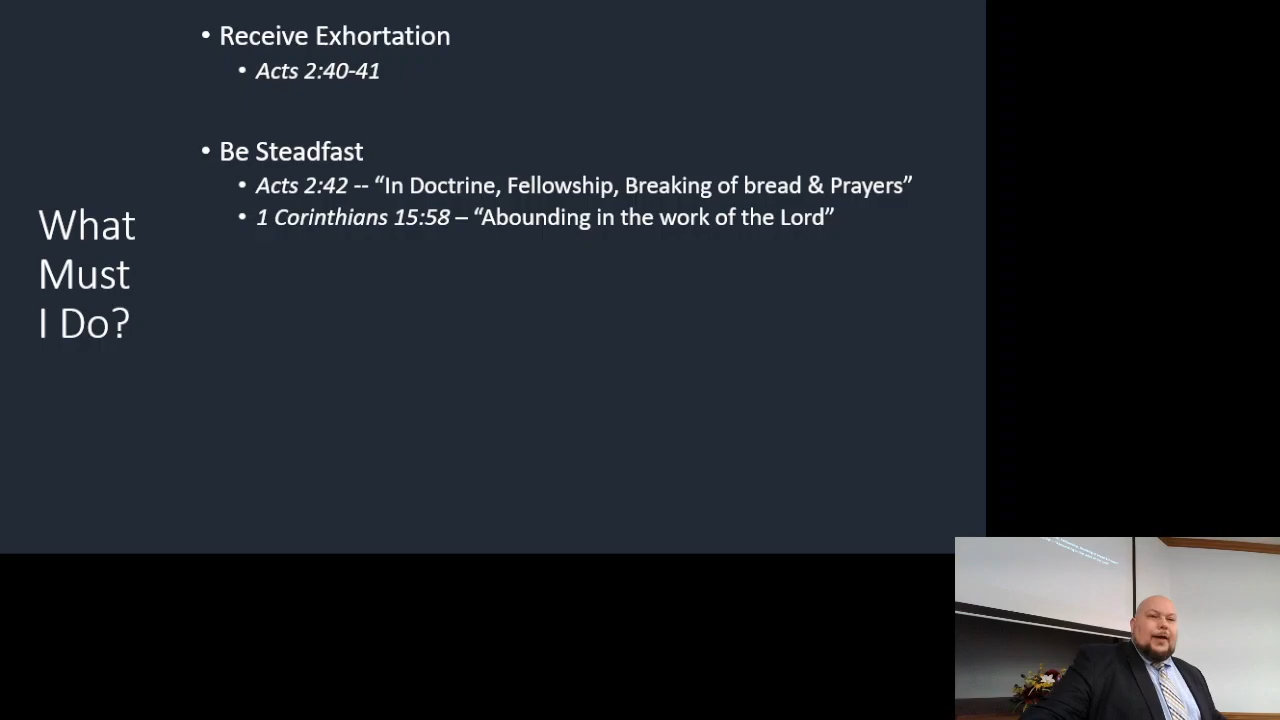 • Receive Exhortation
• Acts 2:40-41
• Be Steadfast
• Acts 2:42 -- “In Doctrine, Fellowship, Breaking of bread & Prayers”
• 1 Corinthians 15:58 – “Abounding in the work of the Lord”
What
Must
I Do?